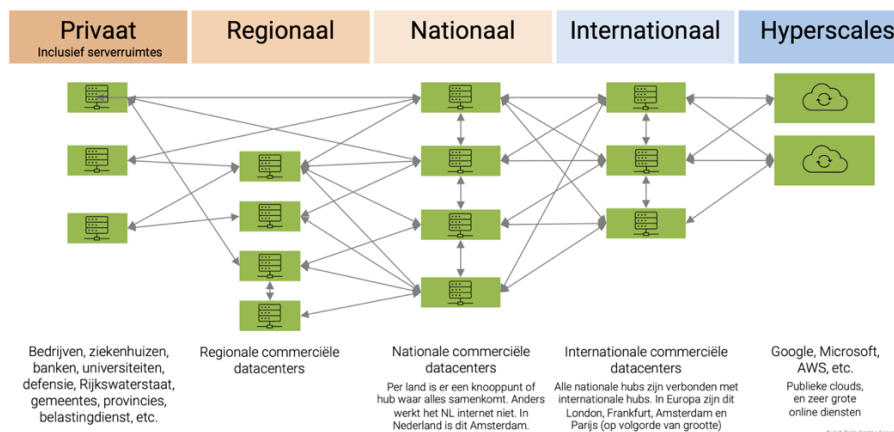 Privaat
Inclusief serverruimtes
Regionaal
Nationaal
Internationaal
Hyperscales
Bedrijven, ziekenhuizen,
banken, universiteiten,
defensie, Rijkswaterstaat,
gemeentes, provincies,
belastingdienst, etc.
Regionale commerciële
datacenters
Nationale commerciële
datacenters
Per land is er een knooppunt of
hub waar alles samenkomt. Anders
werkt het NL internet niet. In
Nederland is dit Amsterdam.
Internationale commerciële
datacenters
Alle nationale hubs zijn verbonden met
internationale hubs. In Europa zijn dit
London, Frankfurt, Amsterdam en
Parijs (op volgorde van grootte)
Google, Microsoft,
AWS, etc.
Publieke clouds,
en zeer grote
online diensten